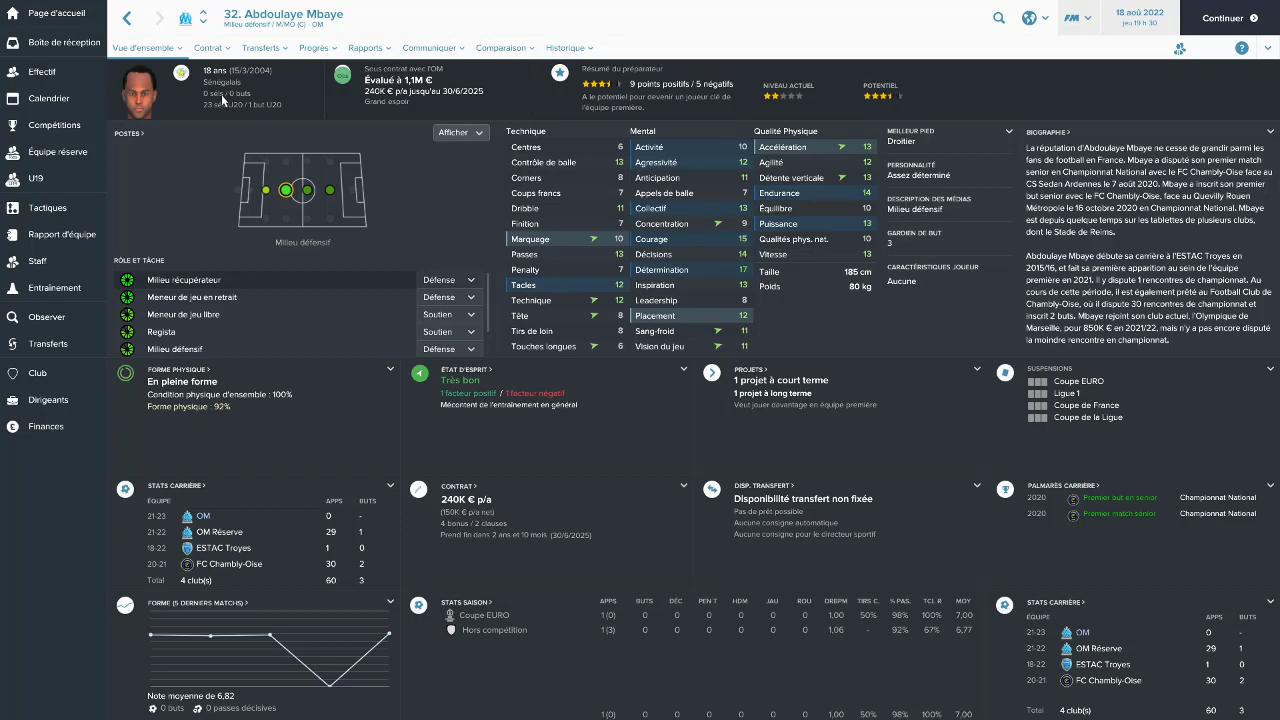 32. Abdoulaye Mbaye
Milieu défensif / M/MO (C) - OM
18 aoû 2022
jeu 19 h 30
Continuer
FM
Page d'accueil
Boîte de réception
Effectif
Calendrier
Compétitions
Équipe réserve
U19
Tactiques
Rapport d'équipe
Staff
Entrainement
Observer
Transferts
Club
Dirigeants
Finances
Vue d'ensemble
Contrat
Transferts
Progrès
Rapports
Communiquer
Comparaison
Historique
18 ans (15/3/2004)
Sénégalais
0 séls / 0 buts
23 sél U20 / 1 but U20
Sous contrat avec l'OM
Évalué à 1,1M €
240K € p/a jusqu'au 30/6/2025
Grand espoir
Résumé du préparateur
9 points positifs / 5 négatifs
A le potentiel pour devenir un joueur clé de
l'équipe première.
NIVEAU ACTUEL
POTENTIEL
POSTES
Afficher
Milieu défensif
RÔLE ET TÂCHE
Milieu récupérateur Défense
Meneur de jeu en retrait Défense
Meneur de jeu libre Soutien
Regista Soutien
Milieu défensif Défense
Technique
Centres 6
Contrôle de balle 13
Corners 8
Coups francs 7
Dribble 11
Finition 7
Marquage 10
Passes 13
Penalty 7
Tacles 12
Technique 12
Tête 8
Tirs de loin 8
Touches longues 6
Mental
Activité 10
Agressivité 12
Anticipation 11
Appels de balle 7
Collectif 13
Concentration 9
Courage 15
Décisions 14
Détermination 17
Inspiration 13
Leadership 8
Placement 12
Sang-froid 11
Vision du jeu 11
Qualité Physique
Accélération 13
Agilité 12
Détente verticale 13
Endurance 14
Équilibre 10
Puissance 13
Qualités phys. nat. 10
Vitesse 13
Taille 185 cm
Poids 80 kg
MEILLEUR PIED
Droitier
PERSONNALITÉ
Assez déterminé
DESCRIPTION DES MÉDIAS
Milieu défensif
GARDIEN DE BUT
3
CARACTÉRISTIQUES JOUEUR
Aucune
BIOGRAPHIE
La réputation d'Abdoulaye Mbaye ne cesse de grandir parmi les
fans de football en France. Mbaye a disputé son premier match
senior en Championnat National avec le FC Chambly-Oise face au
CS Sedan Ardennes le 7 août 2020. Mbaye a inscrit son premier
but senior avec le FC Chambly-Oise, face au Quevilly Rouen
Métropole le 16 octobre 2020 en Championnat National. Mbaye
est depuis quelque temps sur les tablettes de plusieurs clubs,
dont le Stade de Reims.
Abdoulaye Mbaye débute sa carrière à l'ESTAC Troyes en
2015/16, et fait sa première apparition au sein de l'équipe
première en 2021. Il y dispute 1 rencontres de championnat. Au
cours de cette période, il est également prêté au Football Club de
Chambly-Oise, où il dispute 30 rencontres de championnat et
inscrit 2 buts. Mbaye rejoint son club actuel, l'Olympique de
Marseille, pour 850K € en 2021/22, mais n'y a pas encore disputé
la moindre rencontre en championnat.
FORME PHYSIQUE
En pleine forme
Condition physique d'ensemble : 100%
Forme physique : 92%
ÉTAT D'ESPRIT
Très bon
1 facteur positif / 1 facteur négatif
Mécontent de l'entraînement en général
PROJETS
1 projet à court terme
1 projet à long terme
Veut jouer davantage en équipe première
SUSPENSIONS
Coupe EURO
Ligue 1
Coupe de France
Coupe de la Ligue
STATS CARRIÈRE
ÉQUIPE APPS BUTS
21-23 OM 0 -
21-22 OM Réserve 29 1
18-22 ESTAC Troyes 1 0
20-21 FC Chambly-Oise 30 2
Total 4 club(s) 60 3
CONTRAT
240K € p/a
(150K € p/a net)
4 bonus / 2 clauses
Prend fin dans 2 ans et 10 mois (30/6/2025)
DISP. TRANSFERT
Disponibilité transfert non fixée
Pas de prêt possible
Aucune consigne automatique
Aucune consigne pour le directeur sportif
PALMARÈS CARRIÈRE
2020 Premier but en senior Championnat National
2020 Premier match senior Championnat National
FORME (5 DERNIERS MATCHS)
Note moyenne de 6,82
0 buts 0 passes décisives
STATS SAISON APPS BUTS DÉC PEN T HDM JAU ROU DRBPM TIRS C. % PAS. TCL R MOY
Coupe EURO 1 (0) 0 0 0 0 0 0 1,00 50% 98% 100% 7,00
Hors compétition 1 (3) 0 0 0 0 0 0 1,06 - 92% 67% 6,77
1 (0) 0 0 0 0 0 0 1,00 50% 98% 100% 7,00
STATS CARRIÈRE
ÉQUIPE APPS BUTS
21-23 OM 0 -
21-22 OM Réserve 29 1
18-22 ESTAC Troyes 1 0
20-21 FC Chambly-Oise 30 2
Total 4 club(s) 60 3